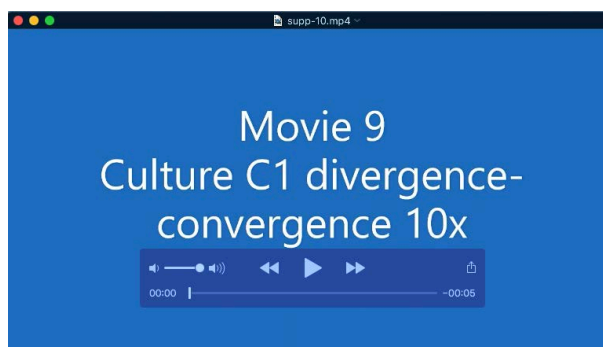 supp-10.mp4
Movie 9
Culture C1 divergence-
convergence 10x
00:00 -00:05